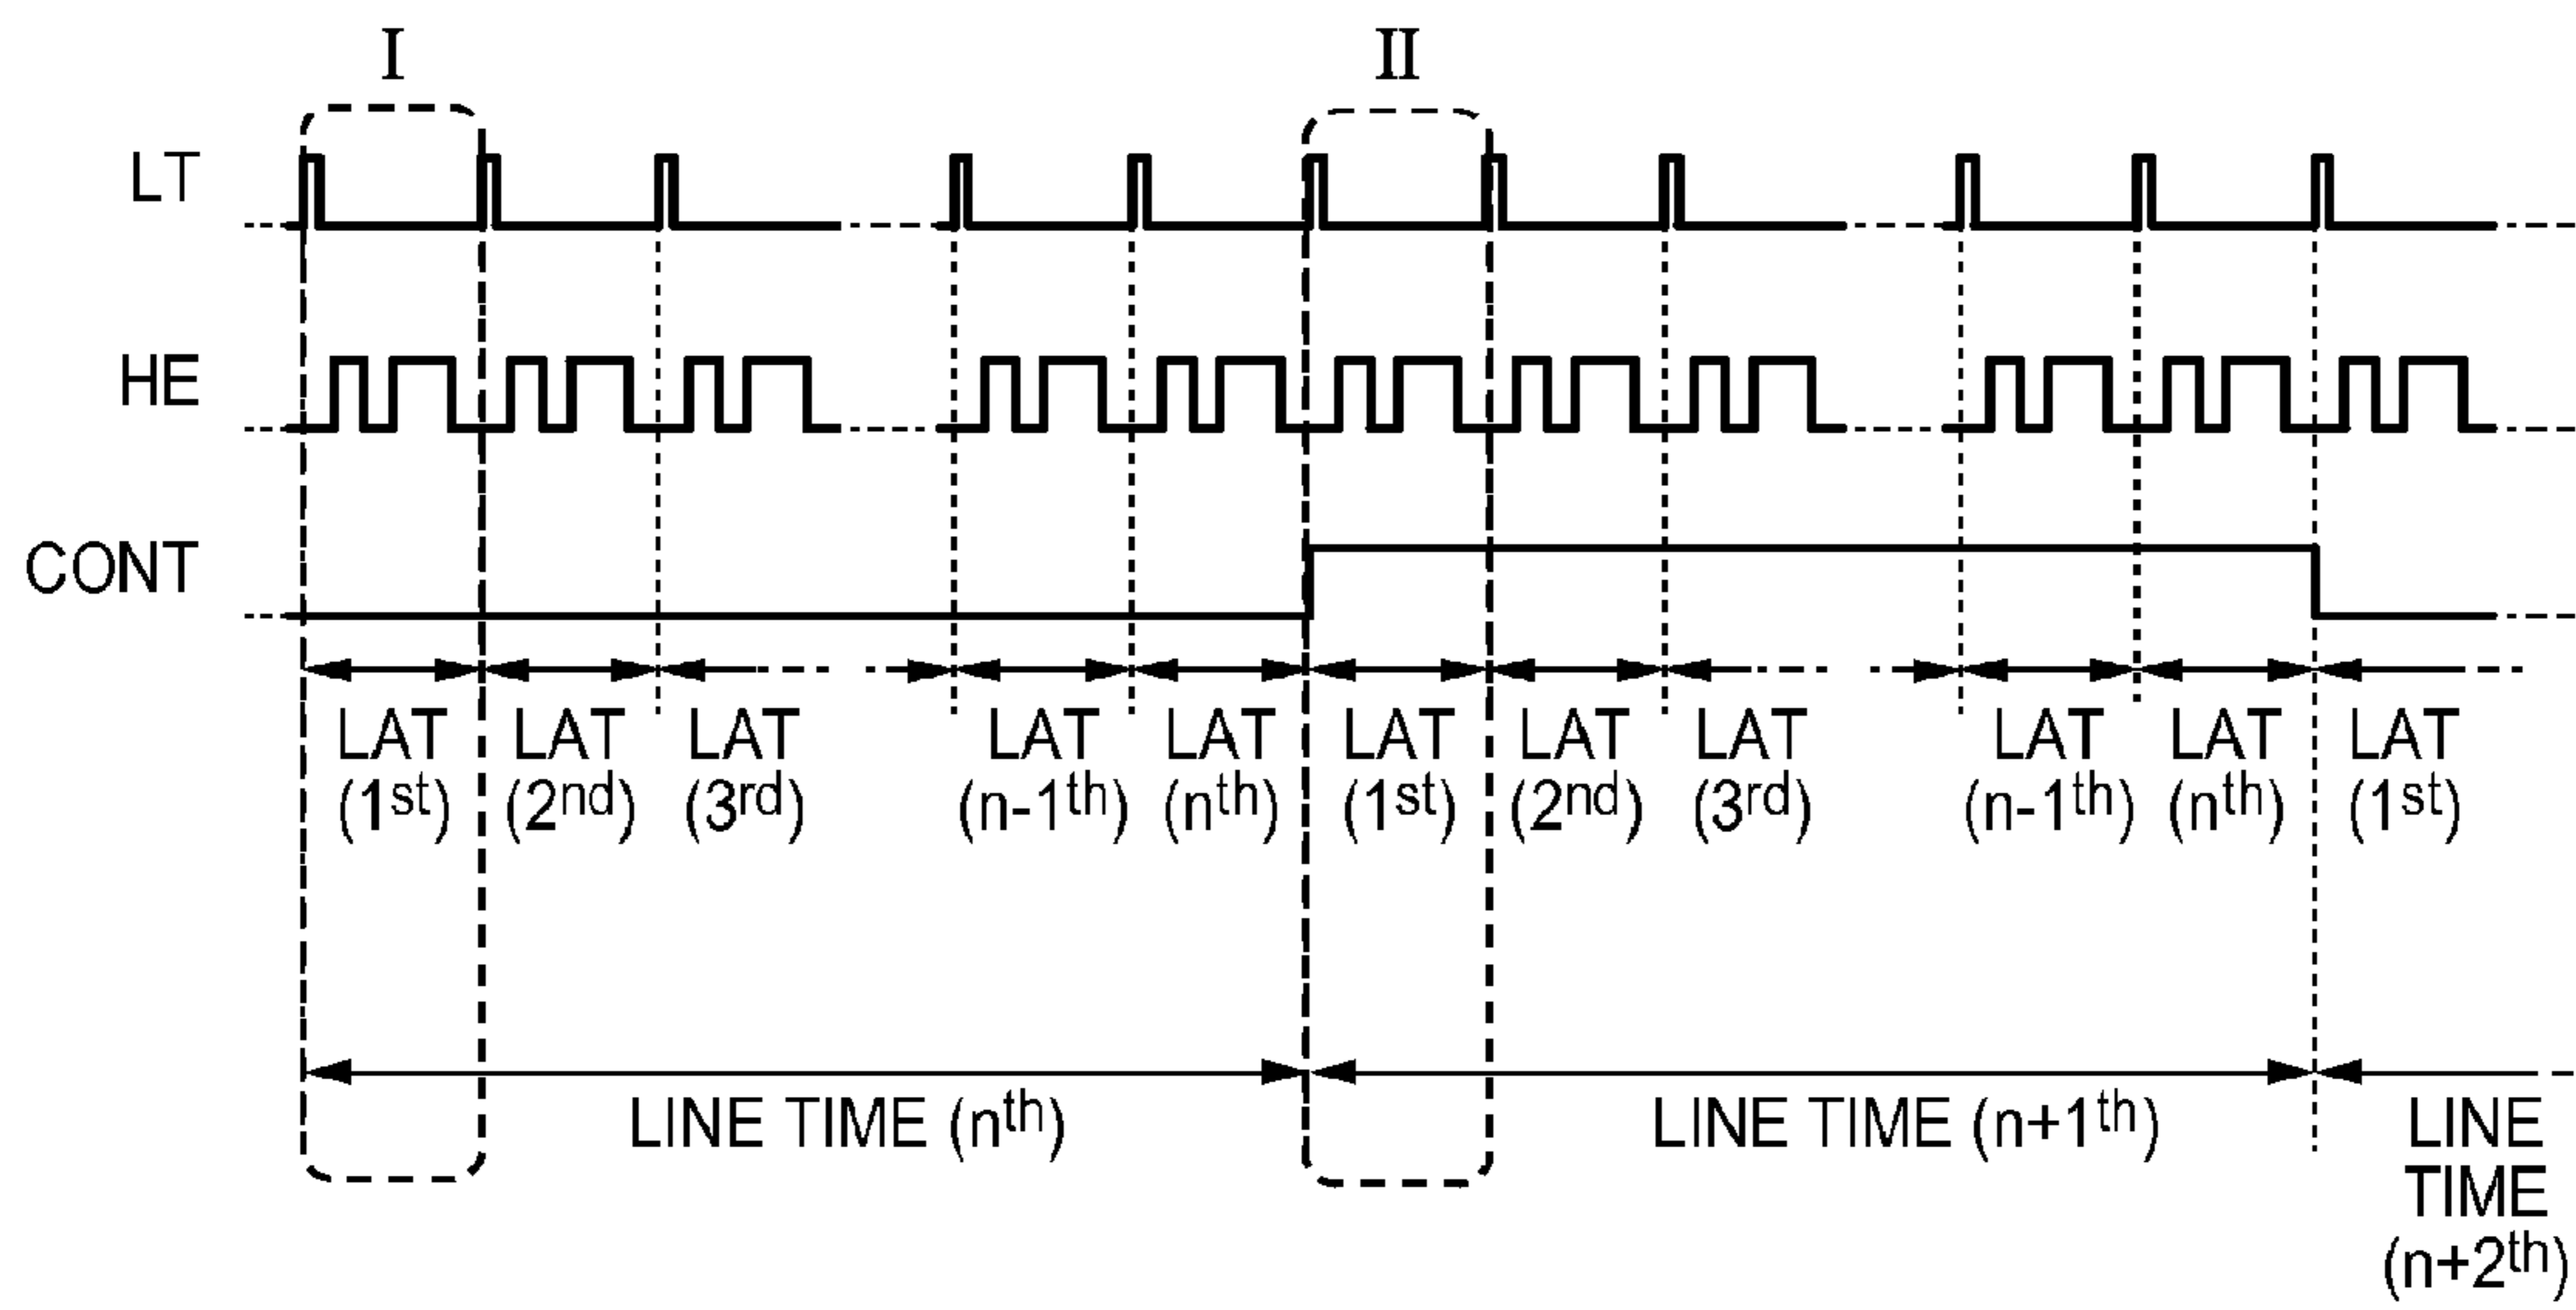 I II
LT
HE
CONT
LAT LAT LAT LAT LAT LAT LAT LAT LAT LAT LAT
(1st) (2nd) (3rd) (n-1th) (nth) (1st) (2nd) (3rd) (n-1th) (nth) (1st)
LINE TIME (nth) LINE TIME (n+1th) LINE
TIME
(n+2th)